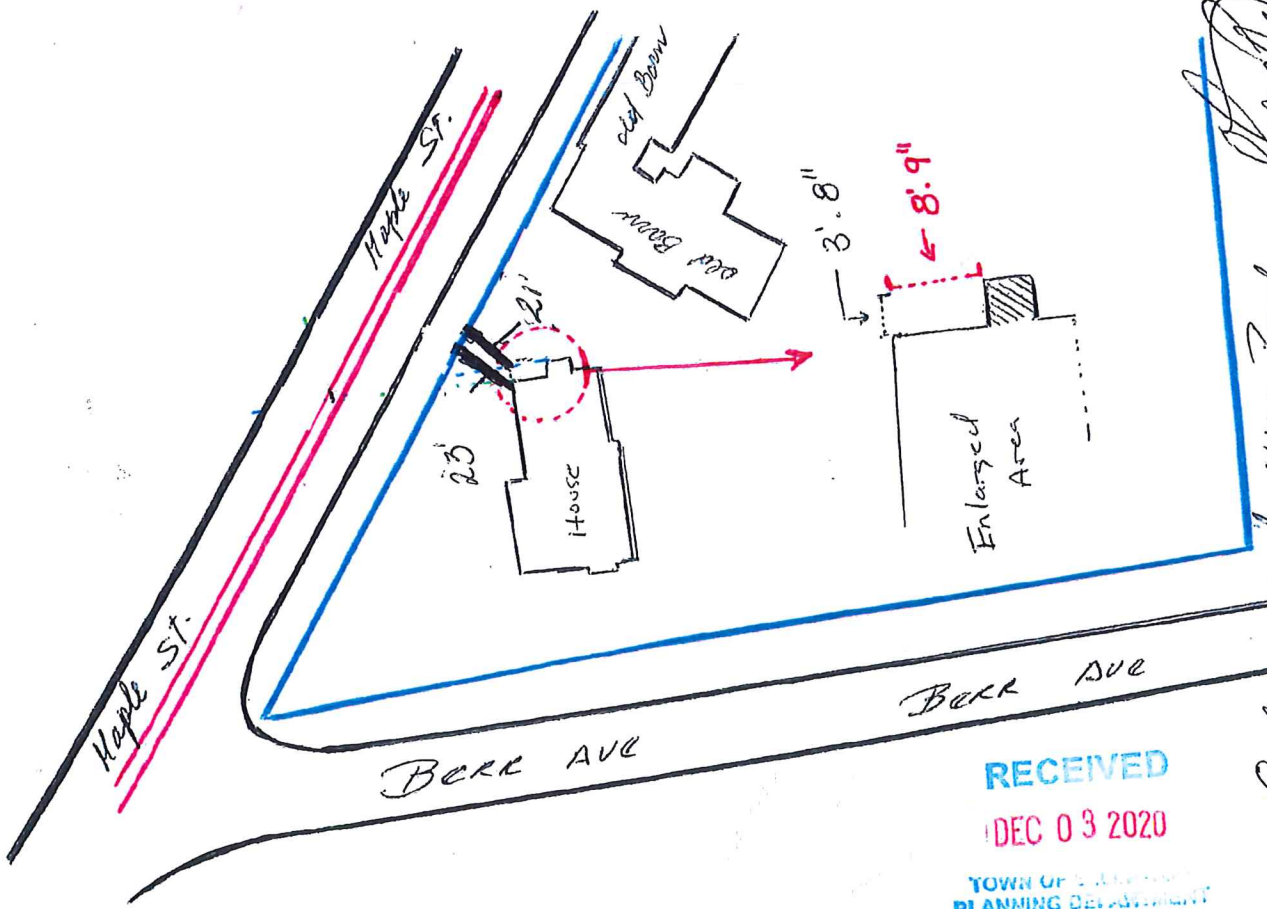 Maple St.
Maple St.
old Barn
old Barn
21'
23'
House
3'.8"
8'.9"
Enlarged
Area
BERR AVE
BERR AVE
RECEIVED
DEC 03 2020
TOWN OF
PLANNING DEPARTMENT